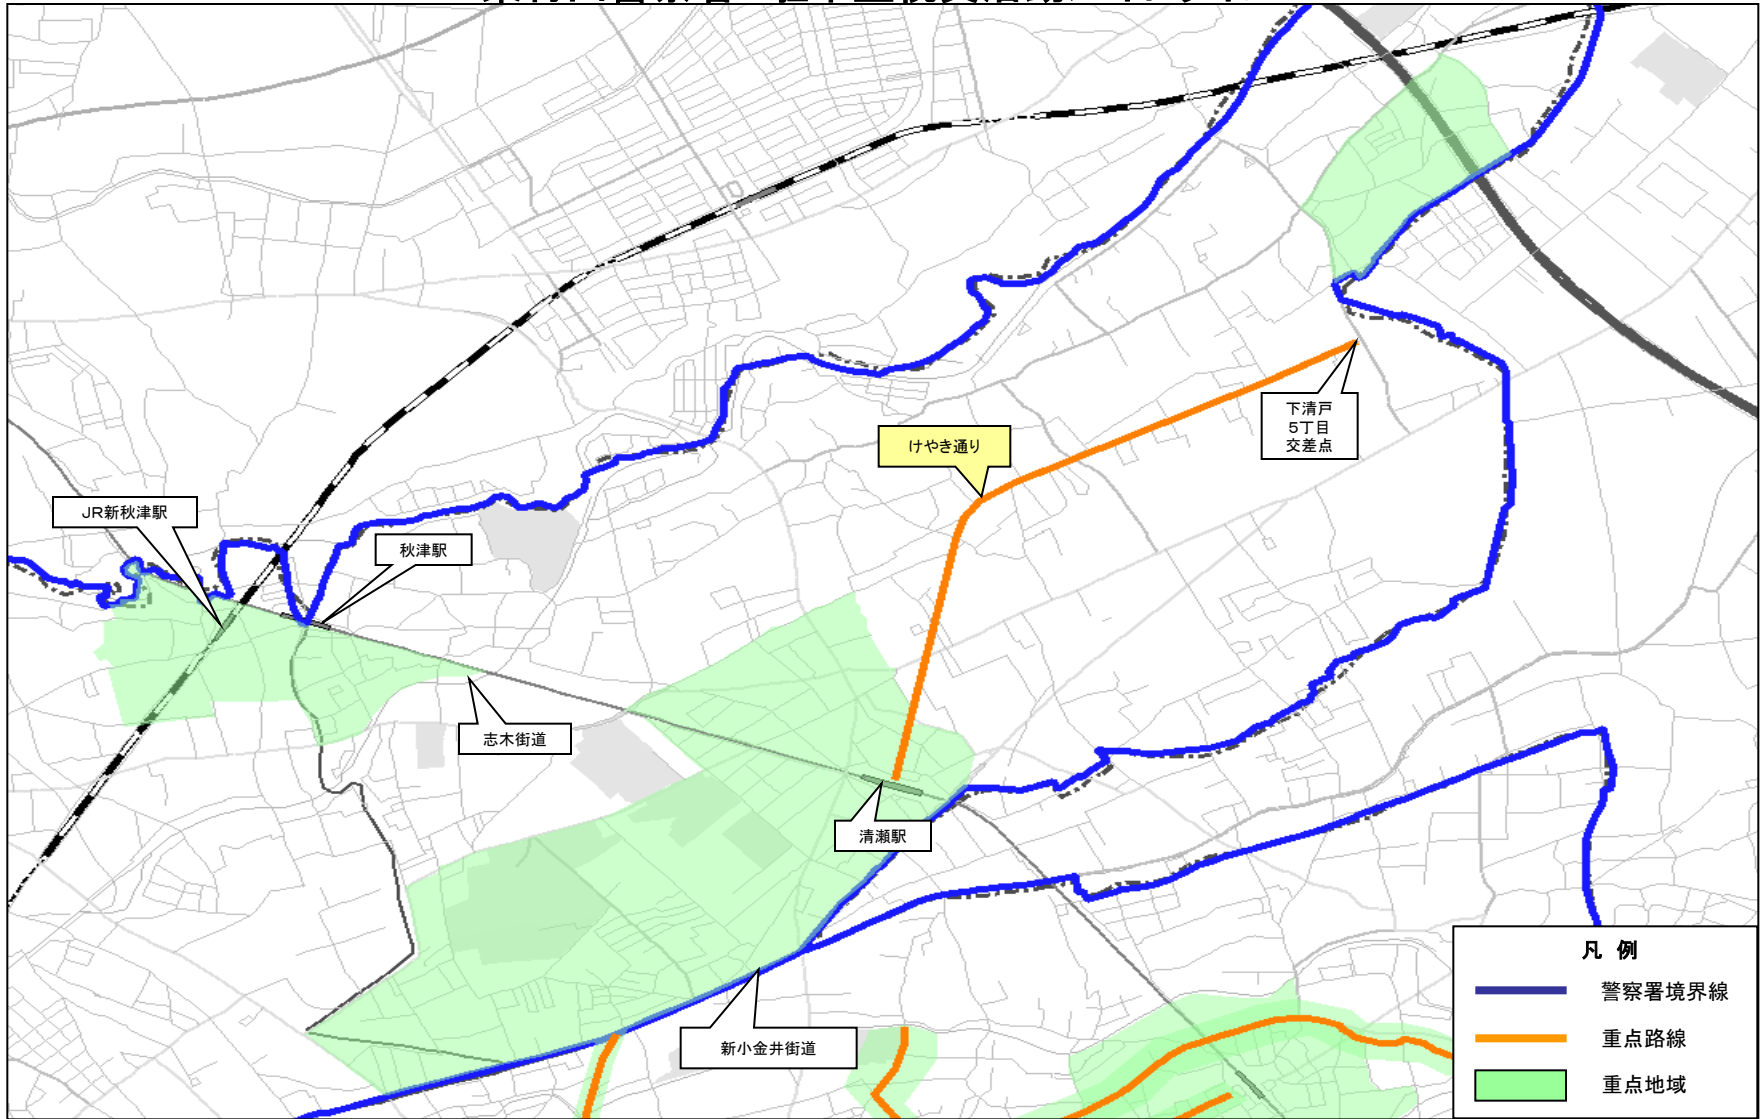 下清戸
5丁目
交差点
けやき通り
JR新秋津駅
秋津駅
志木街道
清瀬駅
新小金井街道
凡 例
警察署境界線
重点路線
重点地域